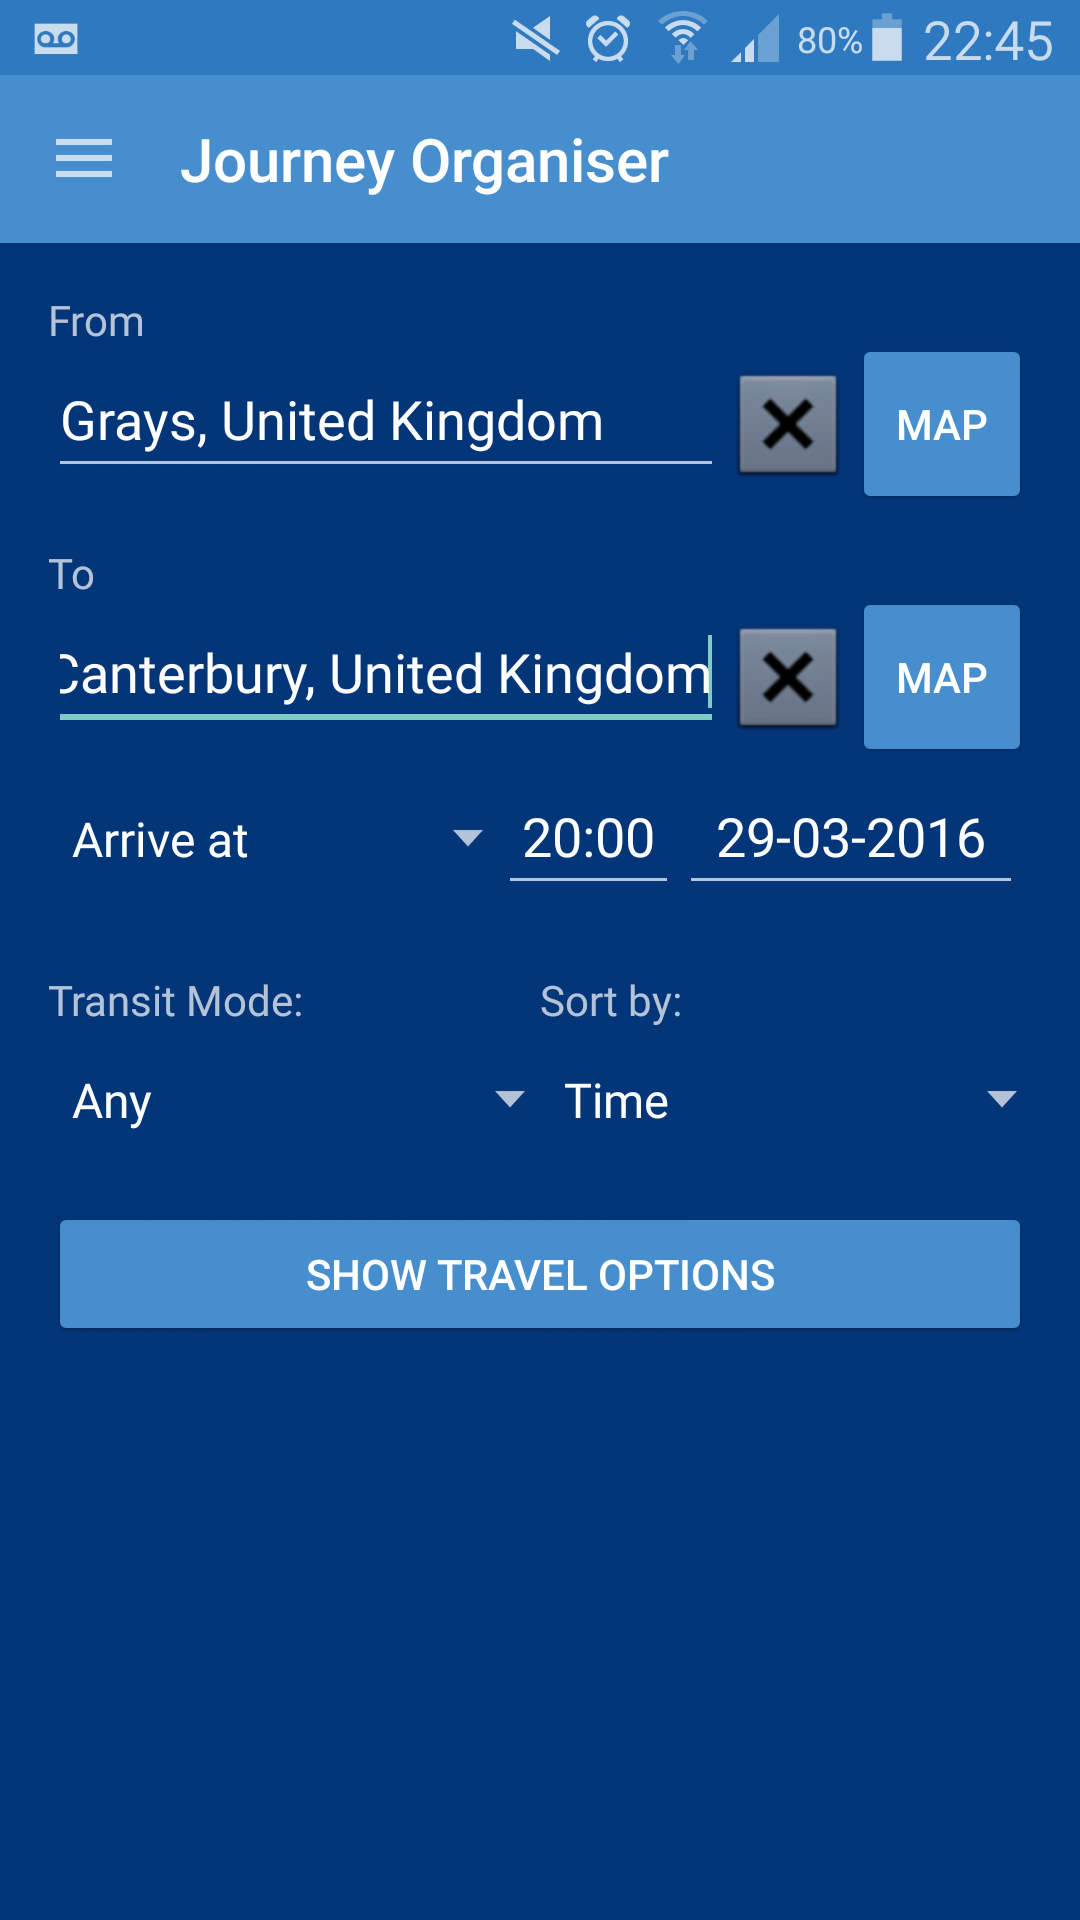 80% 22:45
Journey Organiser
From
Grays, United Kingdom
MAP
To
Canterbury, United Kingdom
MAP
Arrive at 20:00 29-03-2016
Transit Mode: Sort by:
Any Time
SHOW TRAVEL OPTIONS